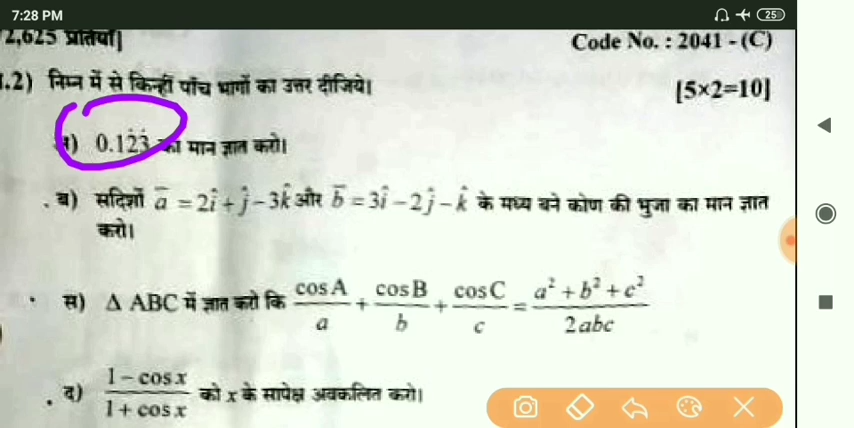 7:28 PM 25
2,625 प्रतियाँ] Code No. : 2041 - (C)
.2) निम्न में से किन्हीं पाँच भागों का उत्तर दीजिये। [5×2=10]
अ) 0.12̇3̇ का मान ज्ञात करो।
ब) सदिशों a̅ = 2î + ĵ − 3k̂ और b̅ = 3î − 2ĵ − k̂ के मध्य बने कोण की भुजा का मान ज्ञात
करो।
स) Δ ABC में ज्ञात करो कि cos A / a + cos B / b + cos C / c = a² + b² + c² / 2abc
द) 1 − cos x / 1 + cos x को x के सापेक्ष अवकलित करो।